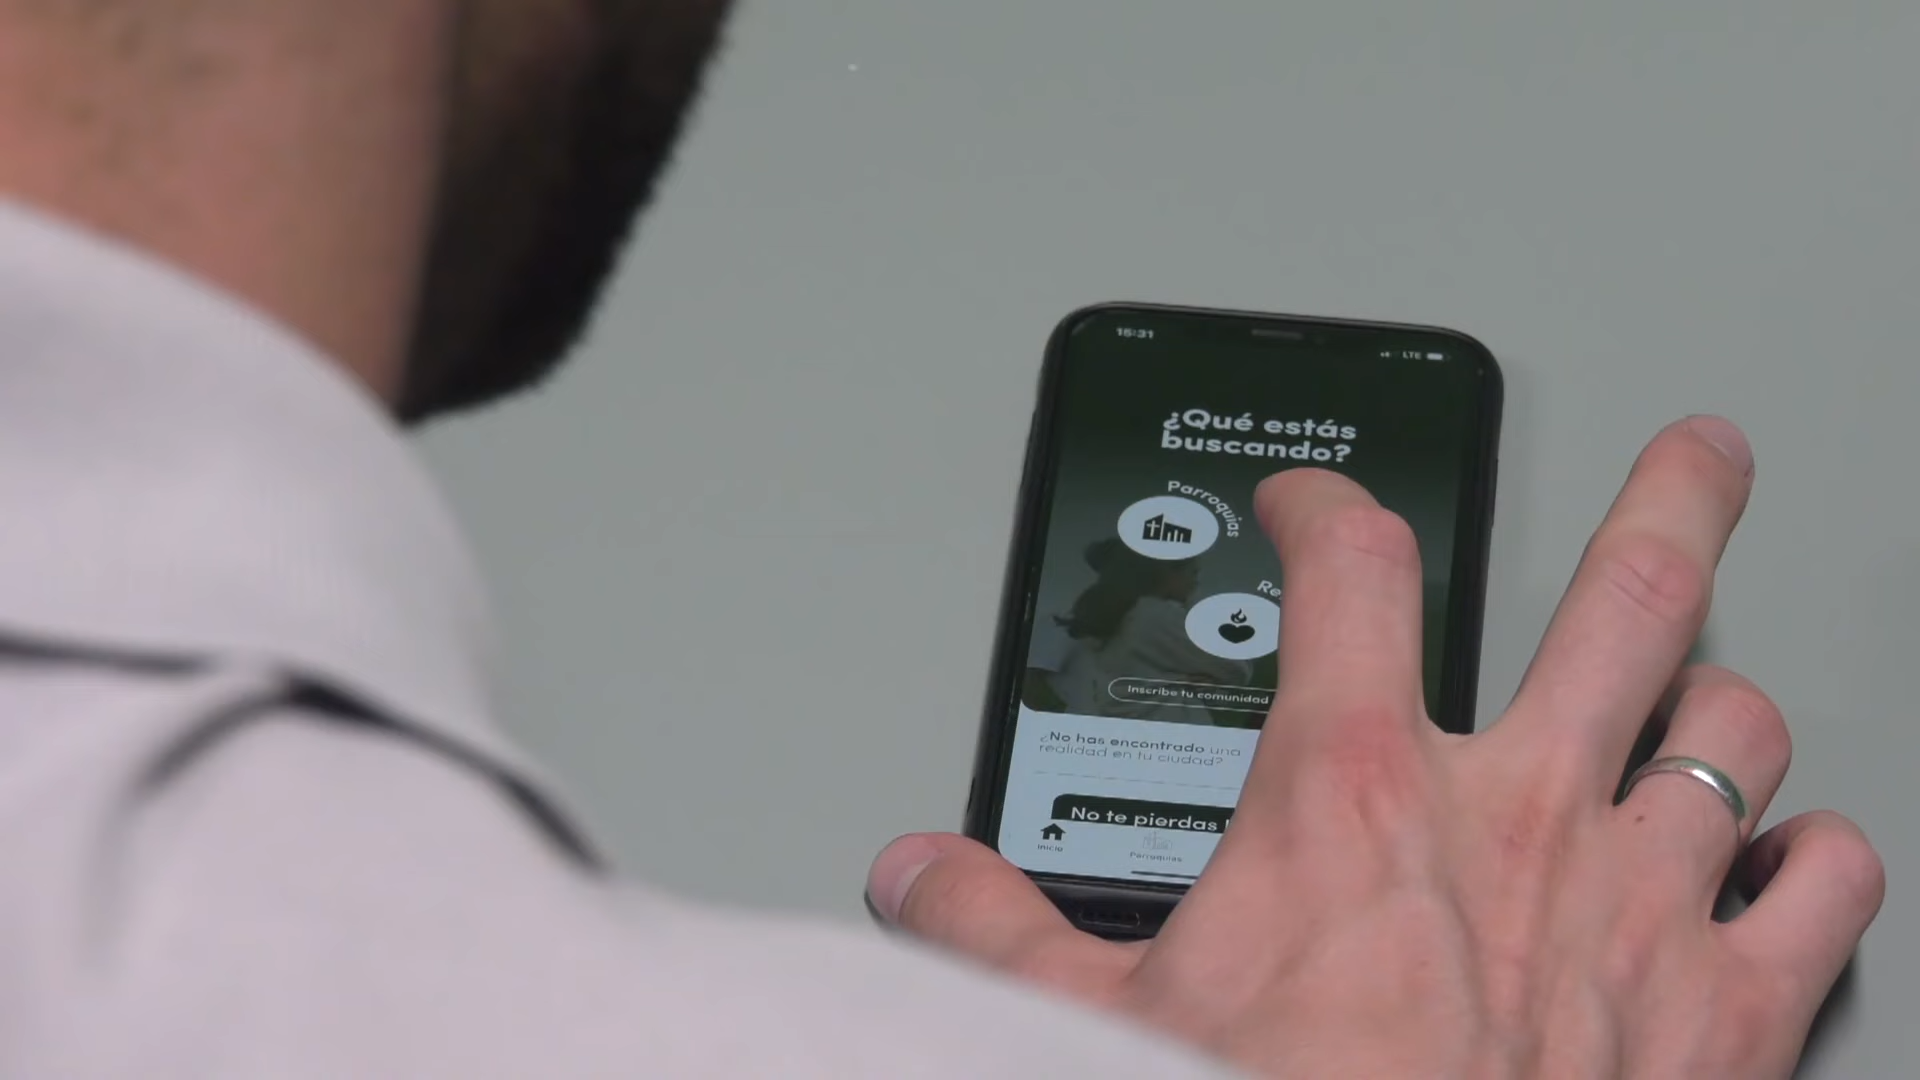 15:31
LTE
¿Qué estás
buscando?
Parroquias
Re
Inscribe tu comunidad
¿No has encontrado una
realidad en tu ciudad?
No te pierdas
Inicio
Parroquias